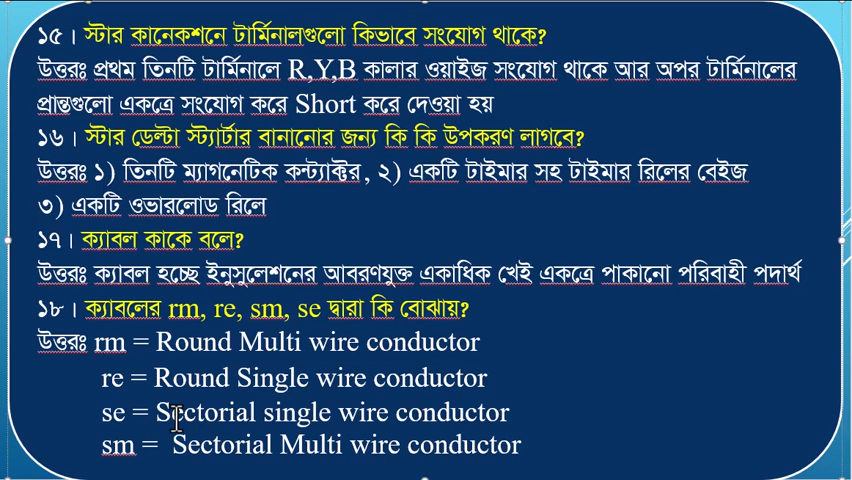 ১৫। স্টার কানেকশনে টার্মিনালগুলো কিভাবে সংযোগ থাকে?
উত্তরঃ প্রথম তিনটি টার্মিনালে R,Y,B কালার ওয়াইজ সংযোগ থাকে আর অপর টার্মিনালের
প্রান্তগুলো একত্রে সংযোগ করে Short করে দেওয়া হয়
১৬। স্টার ডেল্টা স্ট্যার্টার বানানোর জন্য কি কি উপকরণ লাগবে?
উত্তরঃ ১) তিনটি ম্যাগনেটিক কন্ট্যাক্টর, ২) একটি টাইমার সহ টাইমার রিলের বেইজ
৩) একটি ওভারলোড রিলে
১৭। ক্যাবল কাকে বলে?
উত্তরঃ ক্যাবল হচ্ছে ইনুসুলেশনের আবরণযুক্ত একাধিক খেই একত্রে পাকানো পরিবাহী পদার্থ
১৮। ক্যাবলের rm, re, sm, se দ্বারা কি বোঝায়?
উত্তরঃ rm = Round Multi wire conductor
re = Round Single wire conductor
se = Sectorial single wire conductor
sm = Sectorial Multi wire conductor